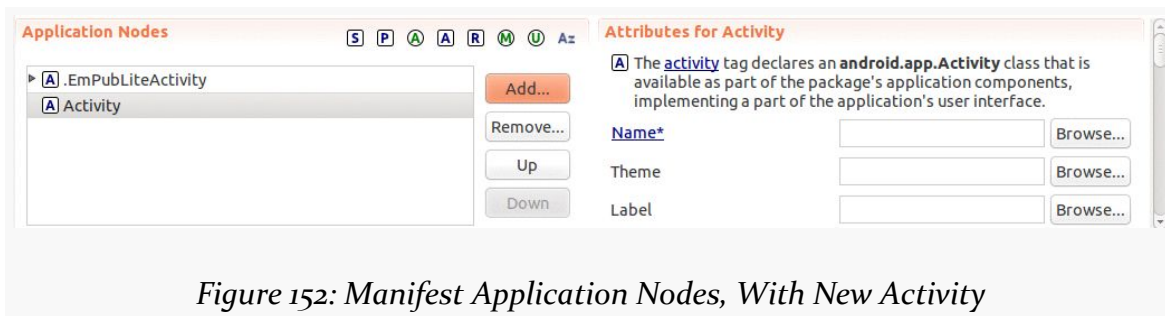 Application Nodes
S P A A R M U Az
.EmPubLiteActivity
A Activity
Add...
Remove...
Up
Down
Attributes for Activity
A The activity tag declares an android.app.Activity class that is
available as part of the package's application components,
implementing a part of the application's user interface.
Name* Browse...
Theme Browse...
Label Browse...
Figure 152: Manifest Application Nodes, With New Activity